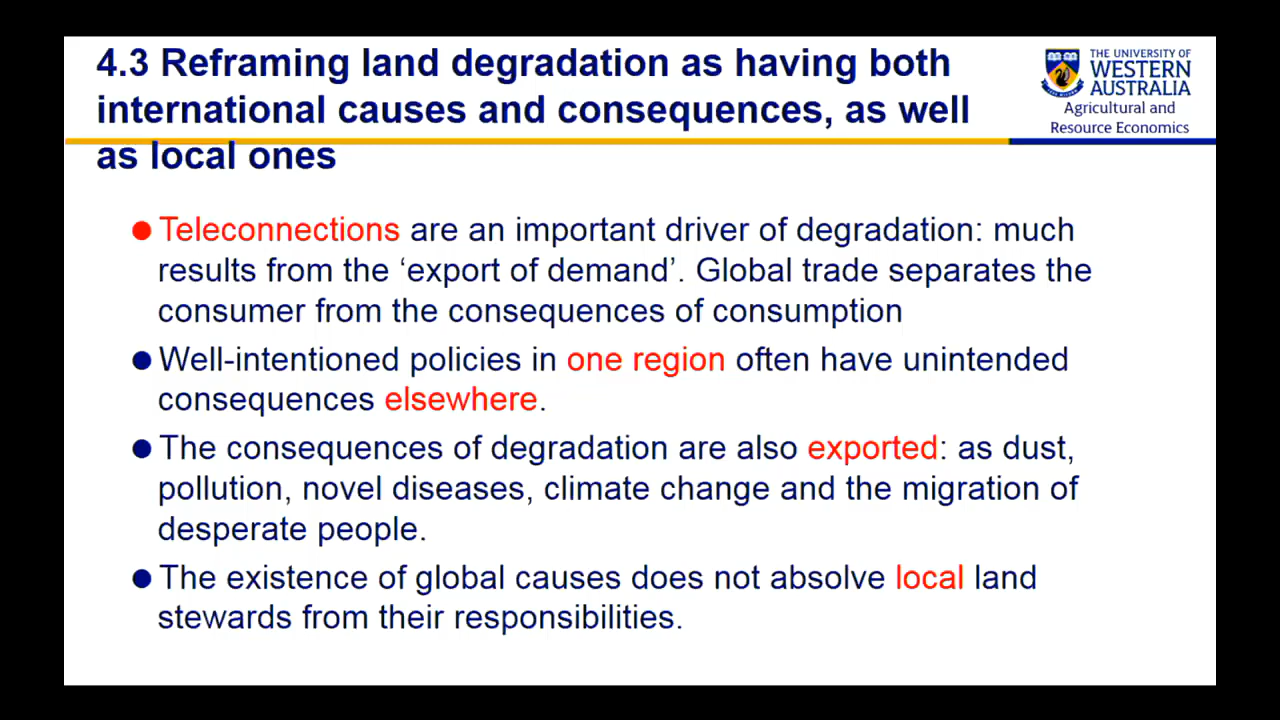 4.3 Reframing land degradation as having both
international causes and consequences, as well
as local ones
THE UNIVERSITY OF
WESTERN
AUSTRALIA
Agricultural and
Resource Economics
● Teleconnections are an important driver of degradation: much
results from the ‘export of demand’. Global trade separates the
consumer from the consequences of consumption
● Well-intentioned policies in one region often have unintended
consequences elsewhere.
● The consequences of degradation are also exported: as dust,
pollution, novel diseases, climate change and the migration of
desperate people.
● The existence of global causes does not absolve local land
stewards from their responsibilities.